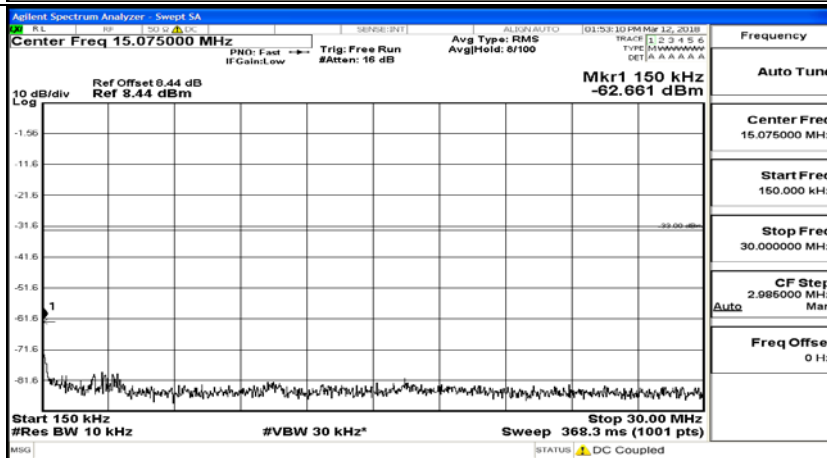 Agilent Spectrum Analyzer - Swept SA
RL RF 50 Ω DC SENSE:INT ALIGN AUTO 01:53:10 PM Mar 12, 2018
Center Freq 15.075000 MHz
PNO: Fast
IFGain:Low
Trig: Free Run
#Atten: 16 dB
Avg Type: RMS
Avg|Hold: 8/100
TRACE 1 2 3 4 5 6
TYPE MWWWWW
DET A A A A A A
Mkr1 150 kHz
-62.661 dBm
Ref Offset 8.44 dB
Ref 8.44 dBm
10 dB/div
Log
-1.56
-11.6
-21.6
-31.6
-33.00 dBm
-41.6
-51.6
1
-61.6
-71.6
-81.6
Start 150 kHz
Stop 30.00 MHz
#Res BW 10 kHz
#VBW 30 kHz*
Sweep 368.3 ms (1001 pts)
MSG
STATUS DC Coupled
Frequency
Auto Tune
Center Freq
15.075000 MHz
Start Freq
150.000 kHz
Stop Freq
30.000000 MHz
CF Step
2.985000 MHz
Auto Man
Freq Offset
0 Hz